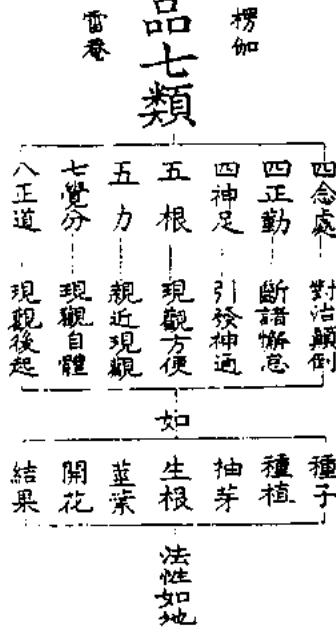 楞伽
品七類
雷菴
四念處 對治顛倒
四正勤 斷諸懈怠
四神足 引發神通
五根 現觀方便
五力 親近現觀
七覺分 現觀自體
八正道 現觀後起
如
種子
種植
抽芽
生根
莖葉
開花
結果
法性如地